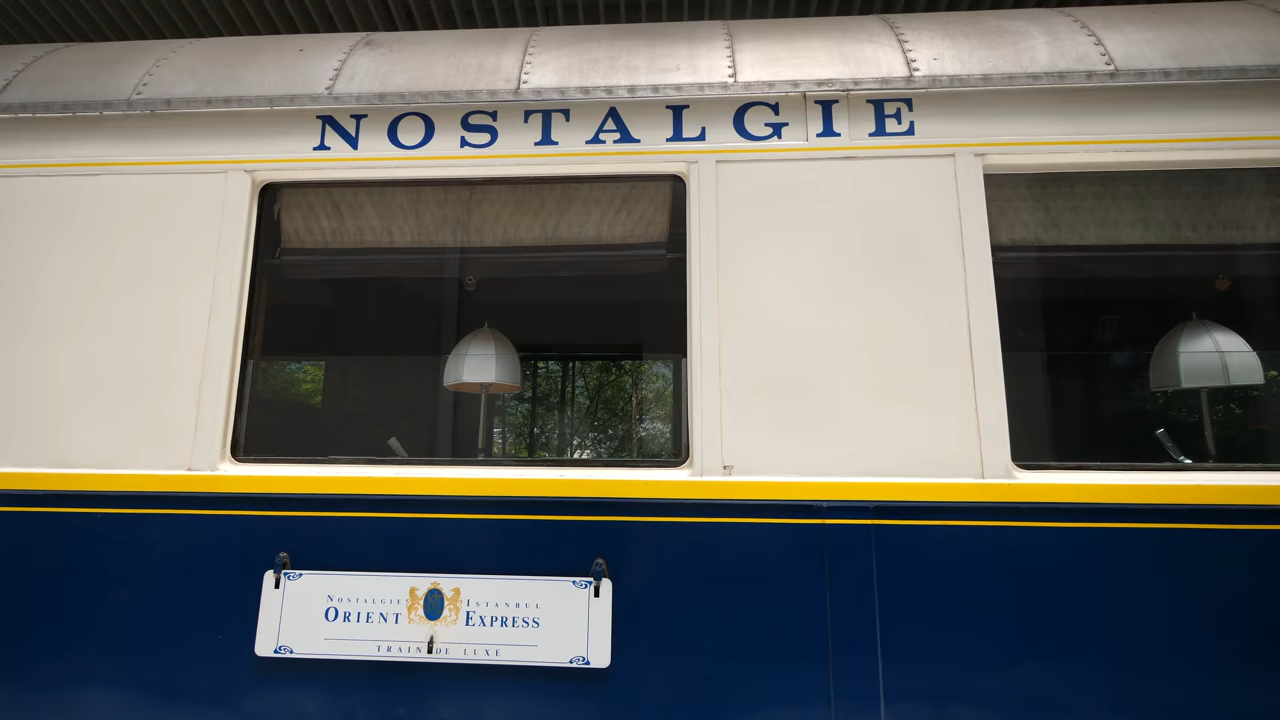 NOSTALGIE
NOSTALGIE ISTANBUL
ORIENT EXPRESS
TRAIN DE LUXE